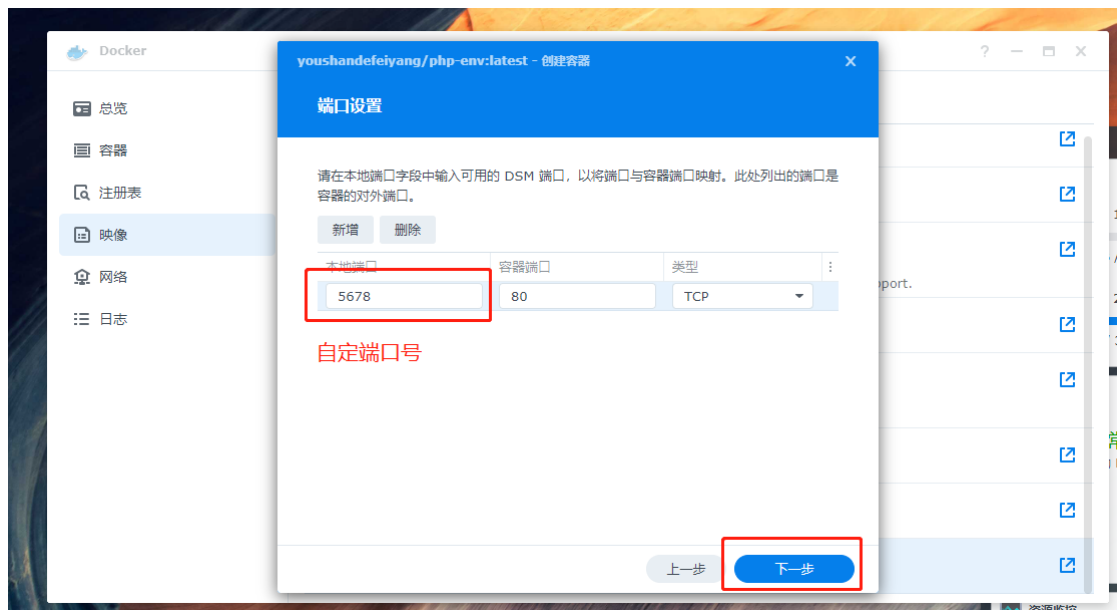 Docker
youshandefeiyang/php-env:latest - 创建容器
端口设置
总览
容器
注册表
映像
网络
日志
请在本地端口字段中输入可用的 DSM 端口，以将端口与容器端口映射。此处列出的端口是
容器的对外端口。
新增 删除
本地端口 容器端口 类型
5678 80 TCP
自定端口号
pport.
上一步 下一步
资源监控